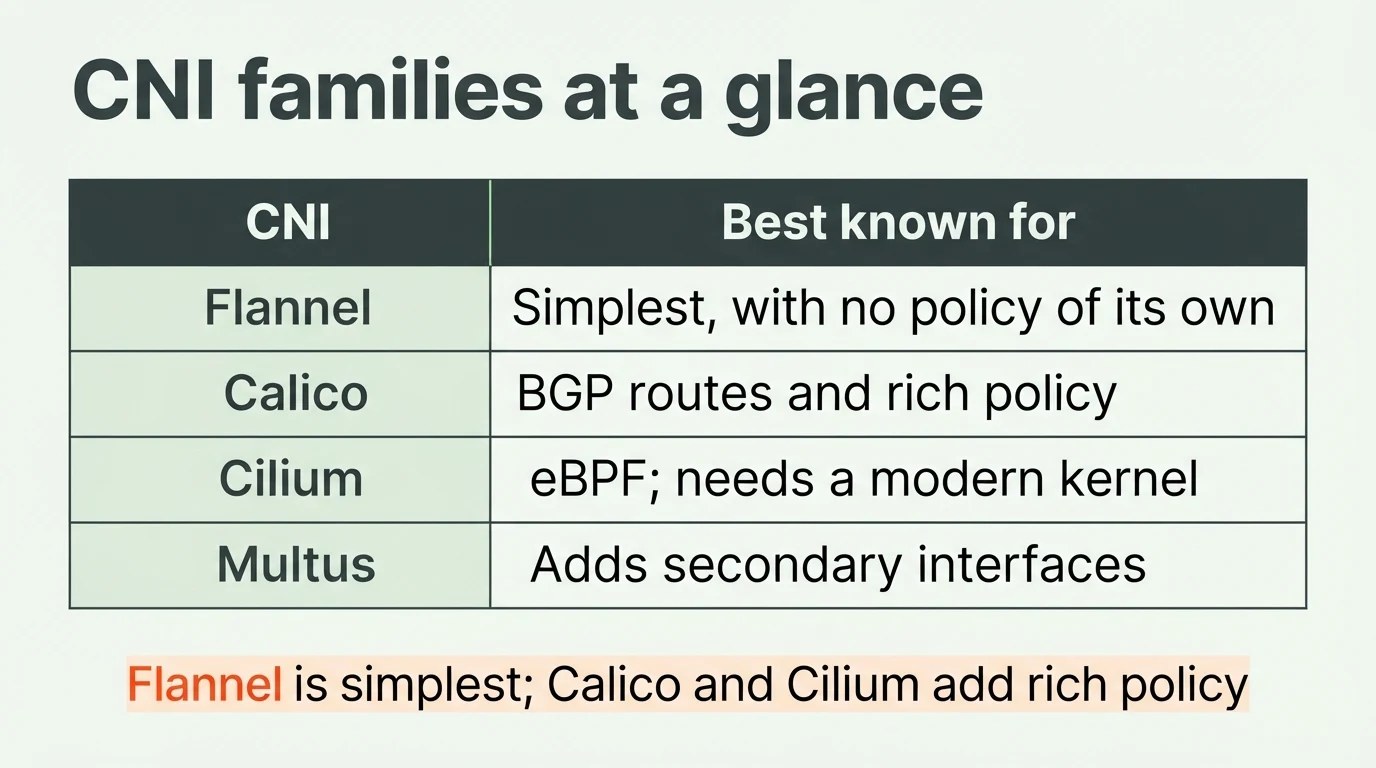 CNI families at a glance
CNI Best known for
Flannel Simplest, with no policy of its own
Calico BGP routes and rich policy
Cilium eBPF; needs a modern kernel
Multus Adds secondary interfaces
Flannel is simplest; Calico and Cilium add rich policy